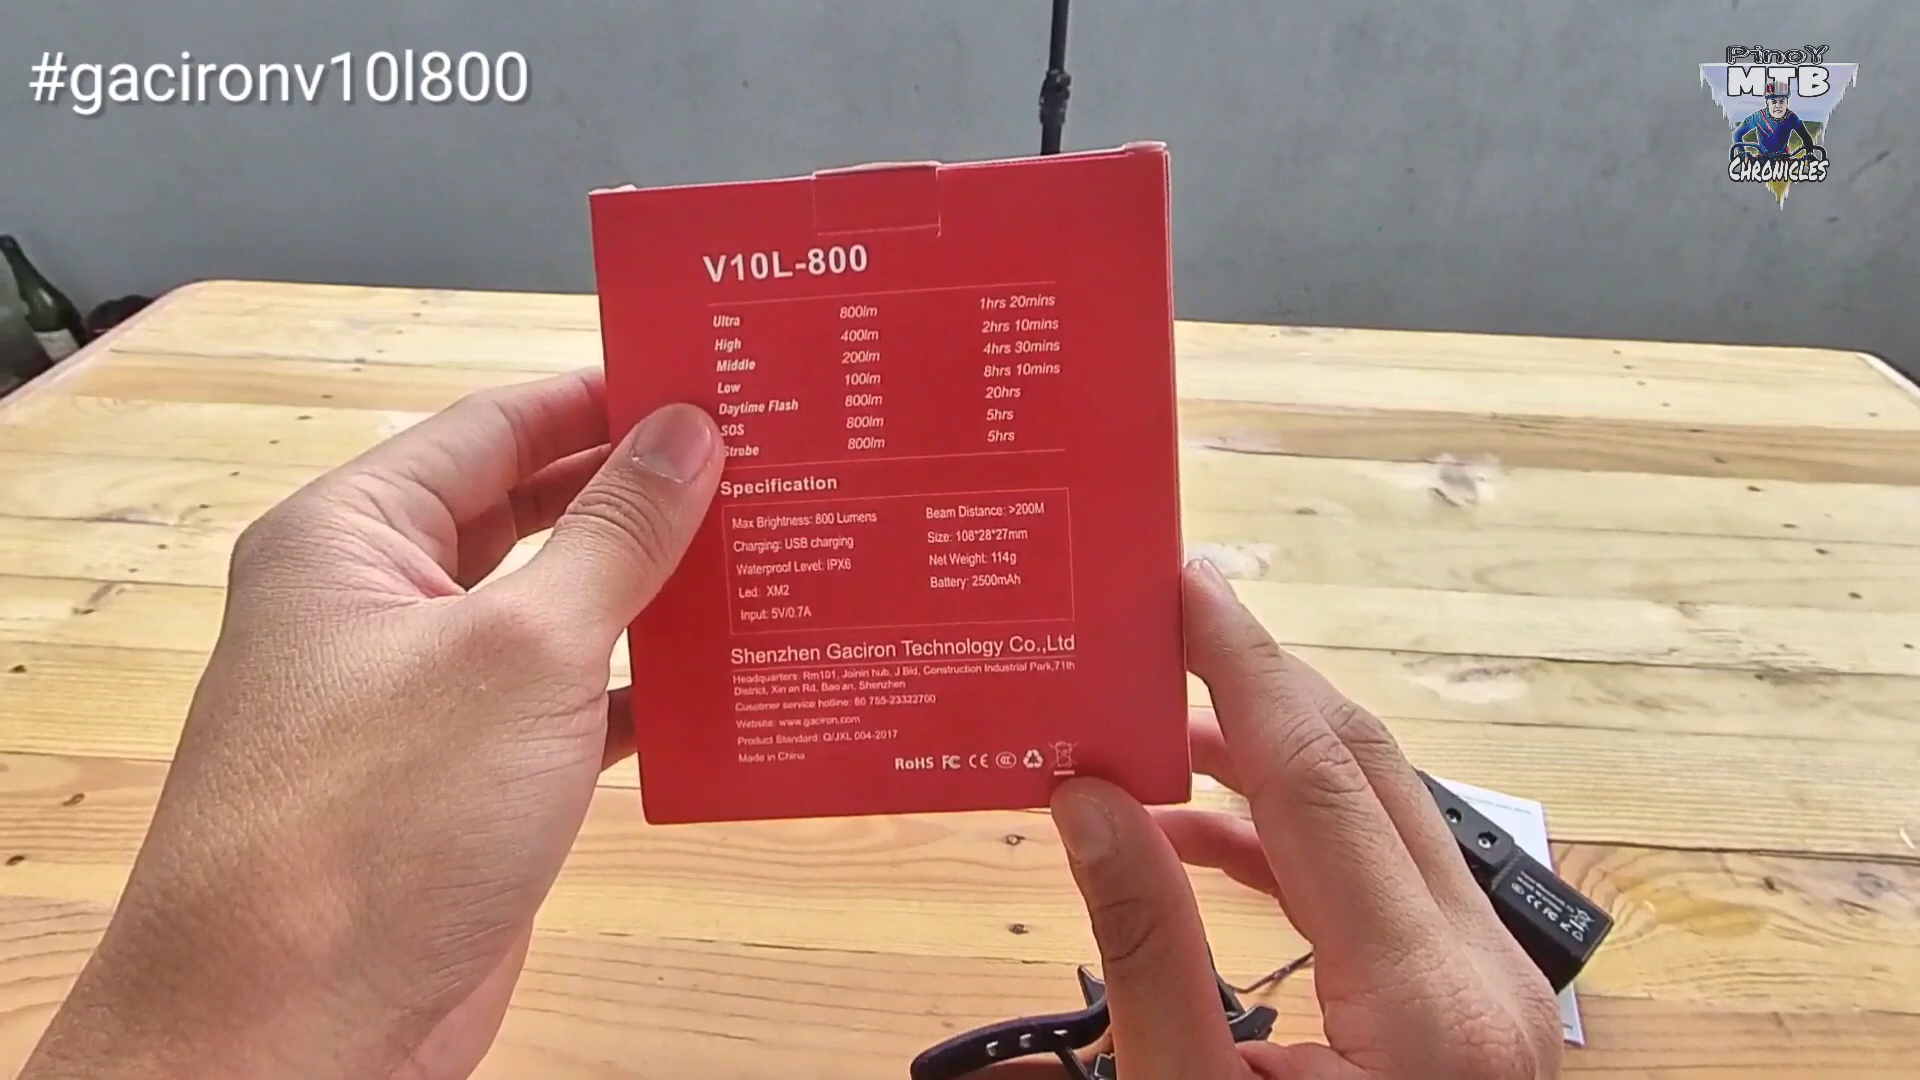 #gacironv10l800
PinoY
MTB
CHRONICLES
V10L-800
Ultra 800lm 1hrs 20mins
High 400lm 2hrs 10mins
Middle 200lm 4hrs 30mins
Low 100lm 8hrs 10mins
Daytime Flash 800lm 20hrs
SOS 800lm 5hrs
Strobe 800lm 5hrs
Specification
Max Brightness: 800 Lumens Beam Distance: >200M
Charging: USB charging Size: 108*28*27mm
Waterproof Level: IPX6 Net Weight: 114g
Led: XM2 Battery: 2500mAh
Input: 5V/0.7A
Shenzhen Gaciron Technology Co.,Ltd
Headquarters: Rm101, Joinin hub, J Bld, Construction Industrial Park,71th
District, Xin an Rd, Bao an, Shenzhen
Cusotmer service hotline: 86 755-23322700
Website: www.gaciron.com
Product Standard: Q/JXL 004-2017
Made in China
RoHS FC CE